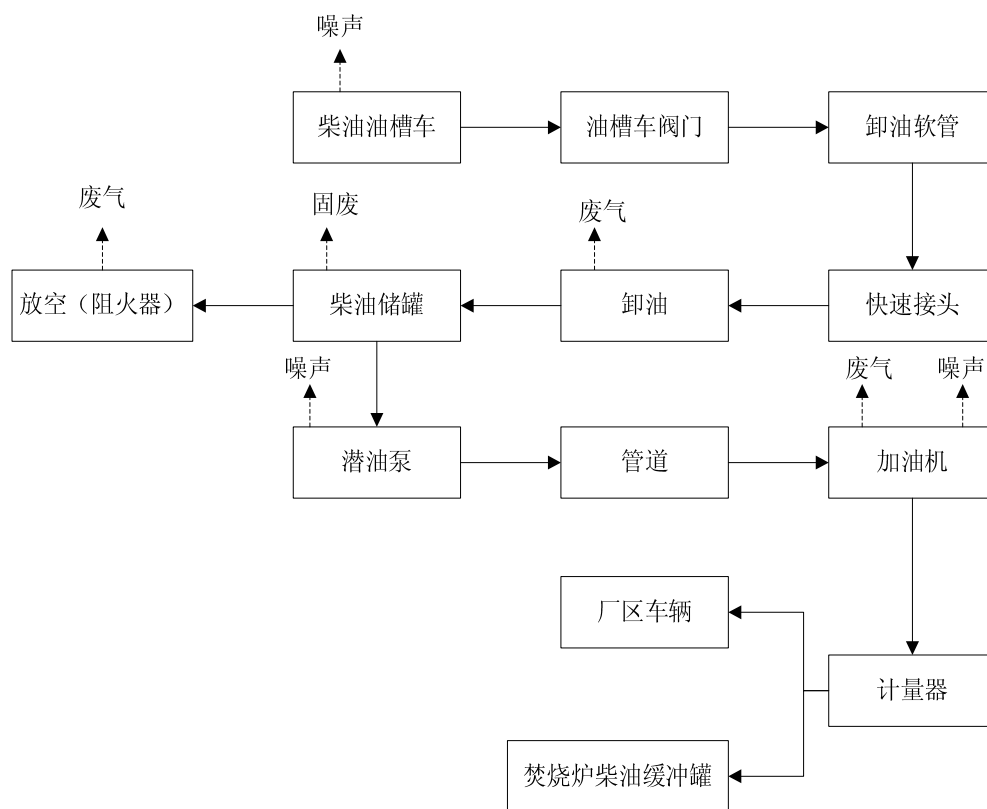 噪声
柴油油槽车
油槽车阀门
卸油软管
废气
固废
废气
放空（阻火器）
柴油储罐
卸油
快速接头
噪声
废气
噪声
潜油泵
管道
加油机
厂区车辆
计量器
焚烧炉柴油缓冲罐